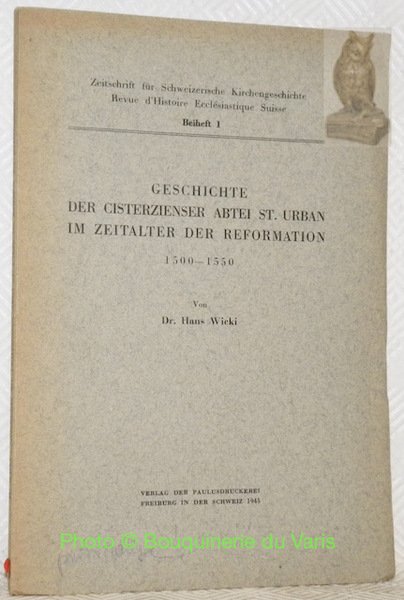 Zeitschrift für Schweizerische Kirchengeschichte
Revue d'Histoire Ecclésiastique Suisse
Beiheft 1
GESCHICHTE
DER CISTERZIENSER ABTEI ST. URBAN
IM ZEITALTER DER REFORMATION
1500—1550
Von
Dr. Hans Wicki
VERLAG DER PAULUSDRUCKEREI
FREIBURG IN DER SCHWEIZ 1945
Photo © Bouquinerie du Varis